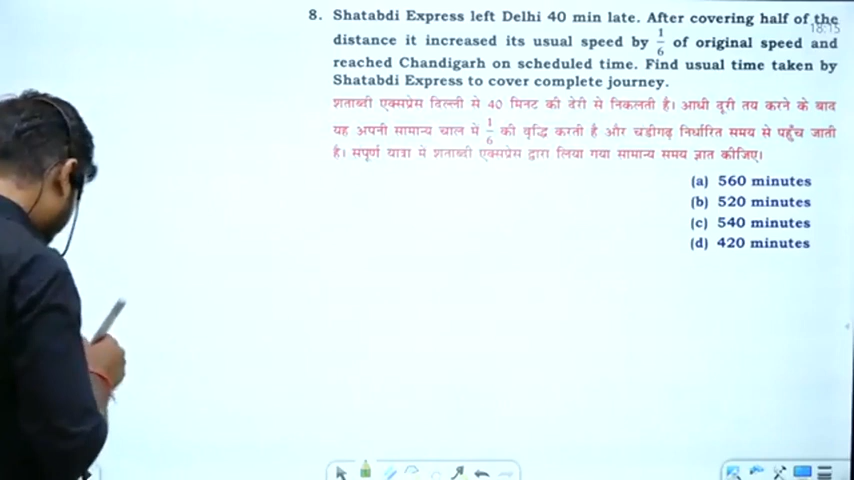 8. Shatabdi Express left Delhi 40 min late. After covering half of the
18:15
distance it increased its usual speed by 1/6 of original speed and
reached Chandigarh on scheduled time. Find usual time taken by
Shatabdi Express to cover complete journey.
शताब्दी एक्सप्रेस दिल्ली से 40 मिनट की देरी से निकलती है। आधी दूरी तय करने के बाद
यह अपनी सामान्य चाल में 1/6 की वृद्धि करती है और चडीगढ़ निर्धारित समय से पहुँच जाती
है। सपूर्ण यात्रा मे शताब्दी एक्सप्रेस द्वारा लिया गया सामान्य समय ज्ञात कीजिए।
(a) 560 minutes
(b) 520 minutes
(c) 540 minutes
(d) 420 minutes